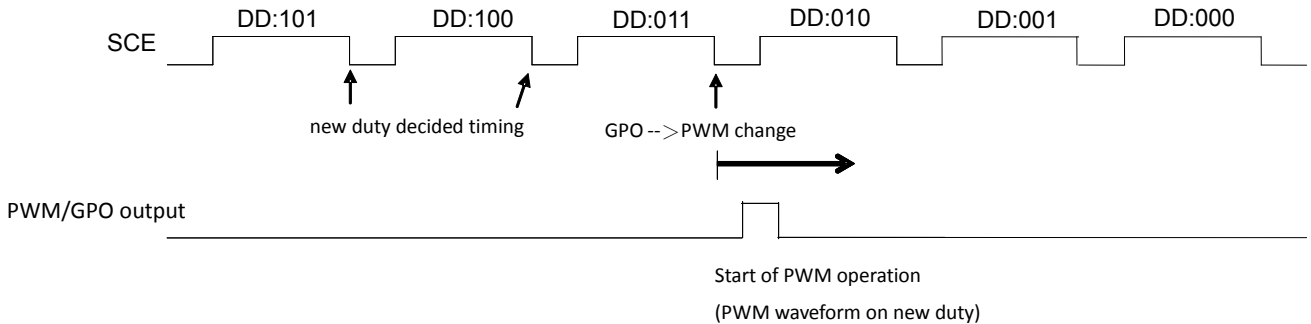 DD:101 DD:100 DD:011 DD:010 DD:001 DD:000
SCE
new duty decided timing
GPO -->PWM change
PWM/GPO output
Start of PWM operation
(PWM waveform on new duty)